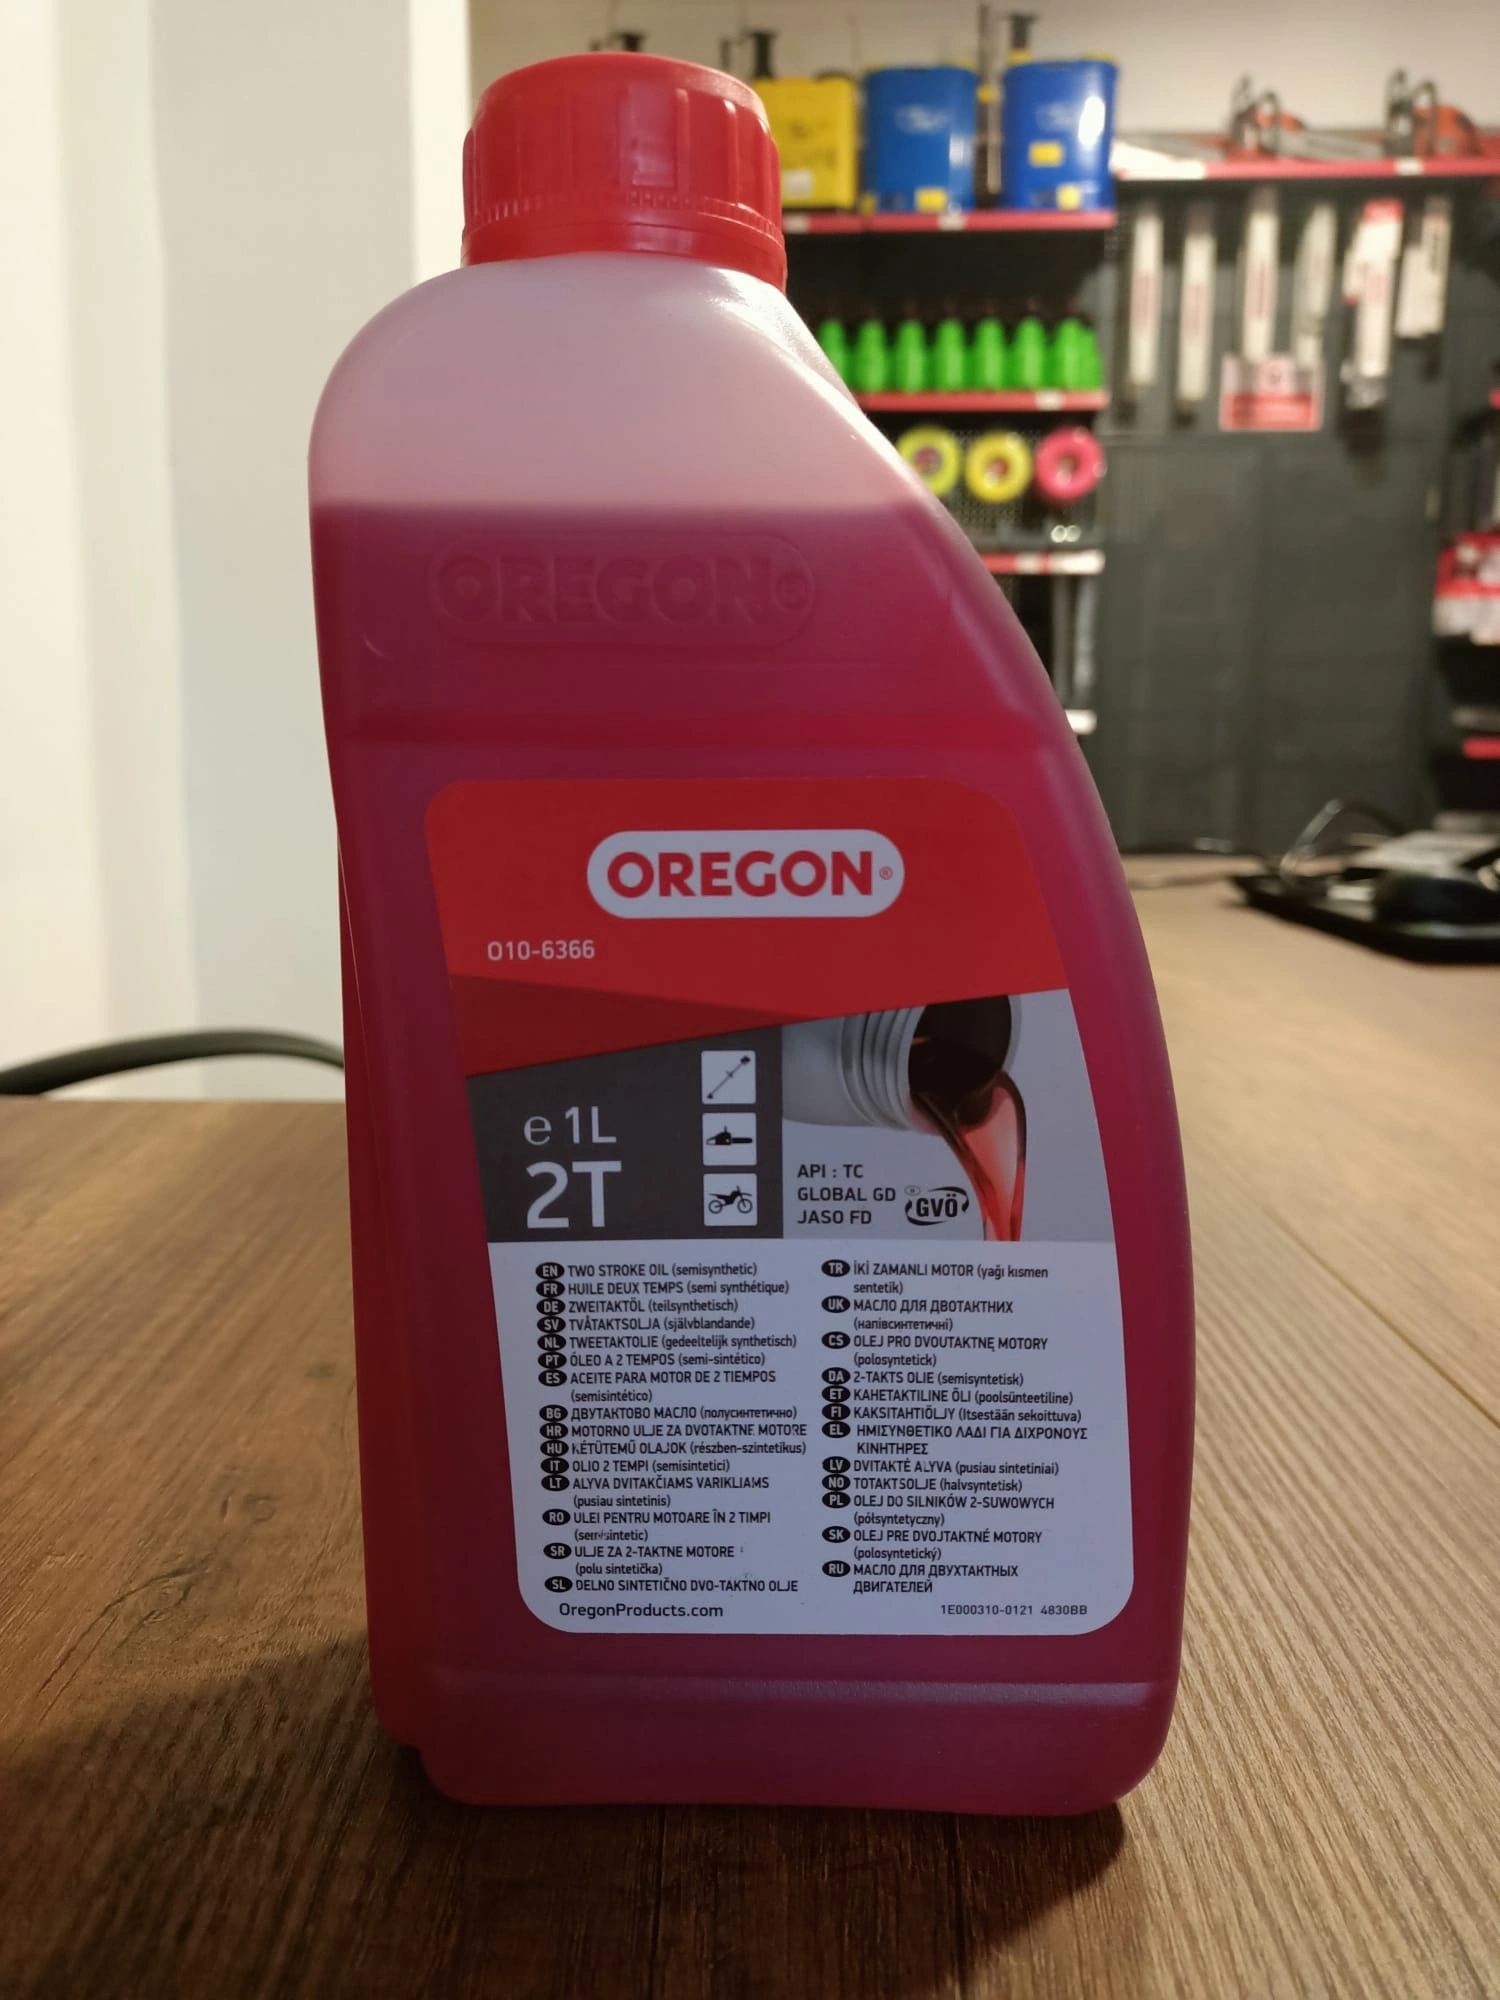 OREGON
OREGON®
O10-6366
e 1L
2T
API : TC
GLOBAL GD
JASO FD
GVÖ
EN TWO STROKE OIL (semisynthetic)
FR HUILE DEUX TEMPS (semi synthétique)
DE ZWEITAKTÖL (teilsynthetisch)
SV TVÅTAKTSOLJA (självblandande)
NL TWEETAKTOLIE (gedeeltelijk synthetisch)
PT ÓLEO A 2 TEMPOS (semi-sintético)
ES ACEITE PARA MOTOR DE 2 TIEMPOS
(semisintético)
BG ДВУТАКТОВО МАСЛО (полусинтетично)
HR MOTORNO ULJE ZA DVOTAKTNE MOTORE
HU KÉTÜTEMŰ OLAJOK (részben-szintetikus)
IT OLIO 2 TEMPI (semisintetici)
LT ALYVA DVITAKČIAMS VARIKLIAMS
(pusiau sintetinis)
RO ULEI PENTRU MOTOARE ÎN 2 TIMPI
(semisintetic)
SR ULJE ZA 2-TAKTNE MOTORE
(polu sintetička)
SL DELNO SINTETIČNO DVO-TAKTNO OLJE
TR İKİ ZAMANLI MOTOR (yağı kısmen
sentetik)
UK МАСЛО ДЛЯ ДВОТАКТНИХ
(напівсинтетичні)
CS OLEJ PRO DVOUTAKTNĘ MOTORY
(polosyntetick)
DA 2-TAKTS OLIE (semisyntetisk)
ET KAHETAKTILINE ÕLI (poolsünteetiline)
FI KAKSITAHTIÖLJY (Itsestään sekoittuva)
EL ΗΜΙΣΥΝΘΕΤΙΚΟ ΛΑΔΙ ΓΙΑ ΔΙΧΡΟΝΟΥΣ
ΚΙΝΗΤΗΡΕΣ
LV DVITAKTĖ ALYVA (pusiau sintetiniai)
NO TOTAKTSOLJE (halvsyntetisk)
PL OLEJ DO SILNIKÓW 2-SUWOWYCH
(półsyntetyczny)
SK OLEJ PRE DVOJTAKTNÉ MOTORY
(polosyntetický)
RU МАСЛО ДЛЯ ДВУХТАКТНЫХ
ДВИГАТЕЛЕЙ
OregonProducts.com
1E000310-0121 4830BB